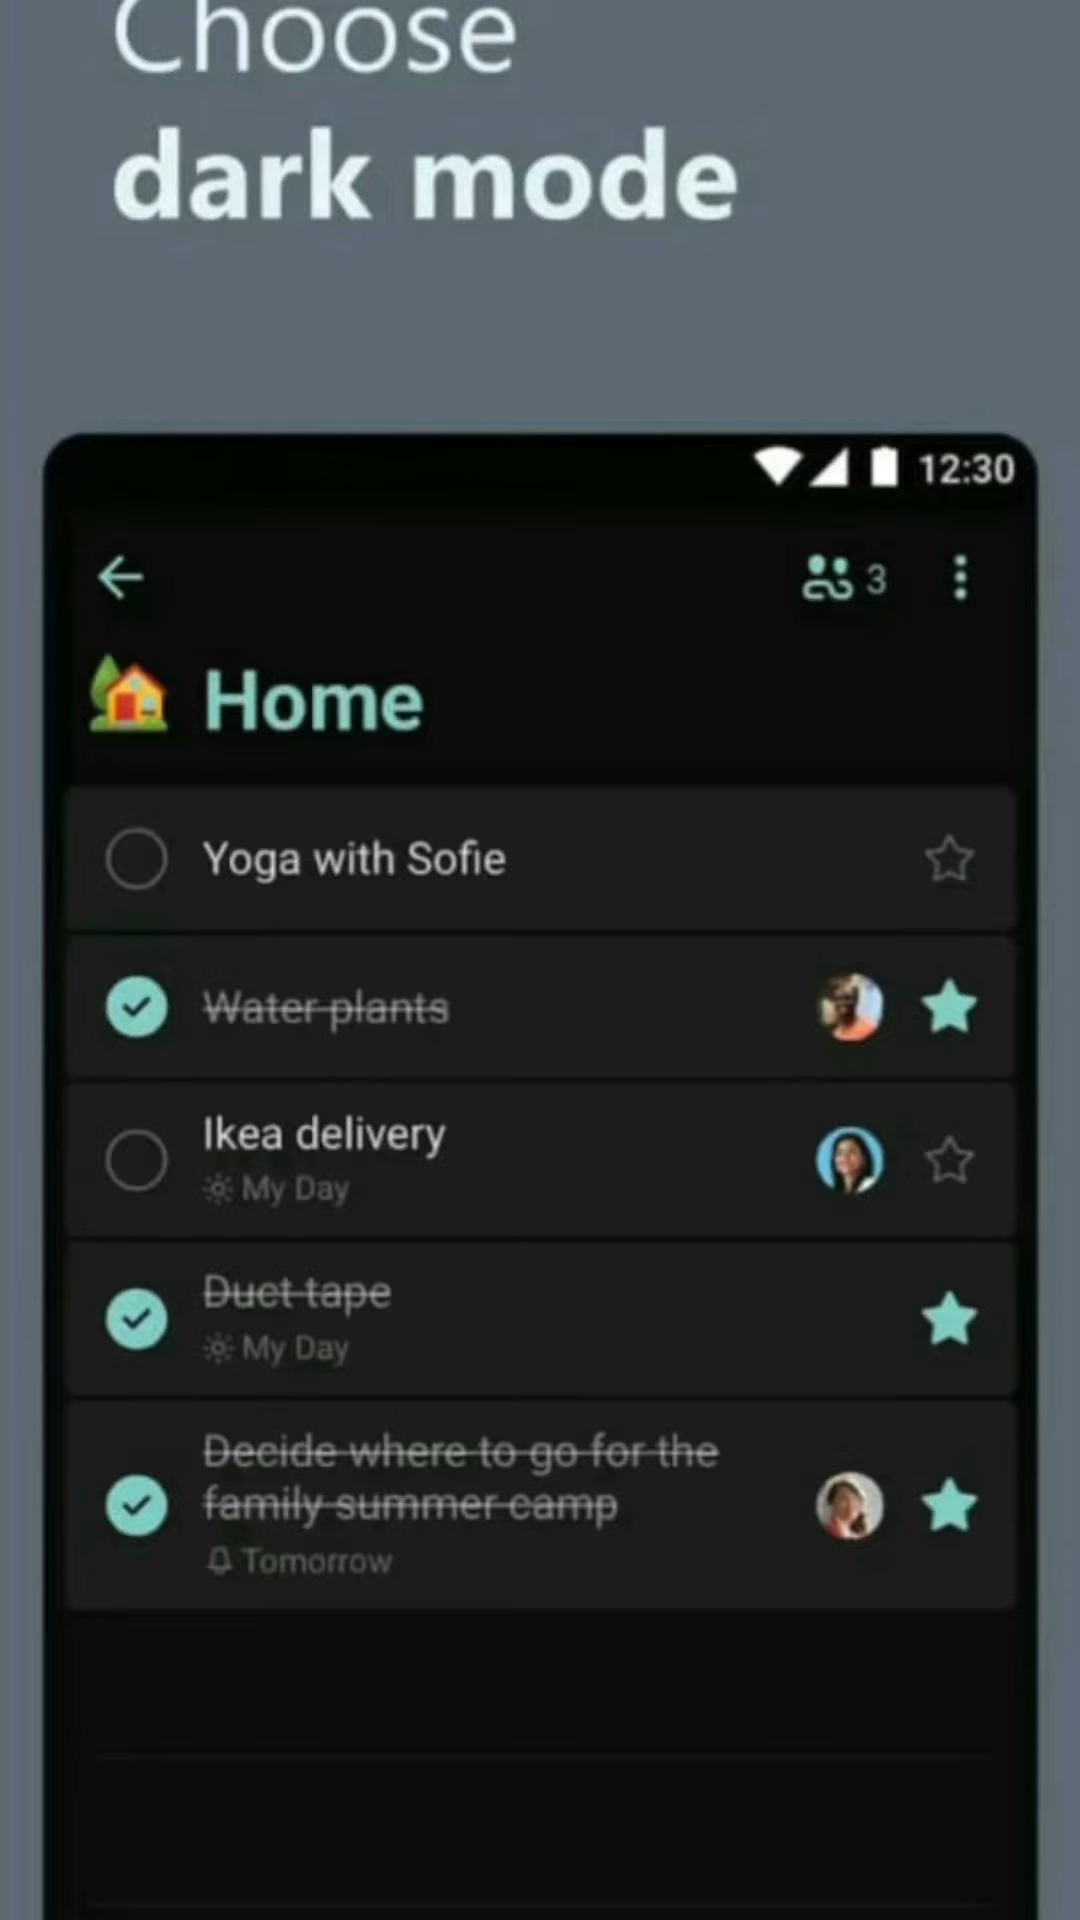 Choose
dark mode
12:30
3
Home
Yoga with Sofie
Water plants
Ikea delivery
My Day
Duct tape
My Day
Decide where to go for the
family summer camp
Tomorrow